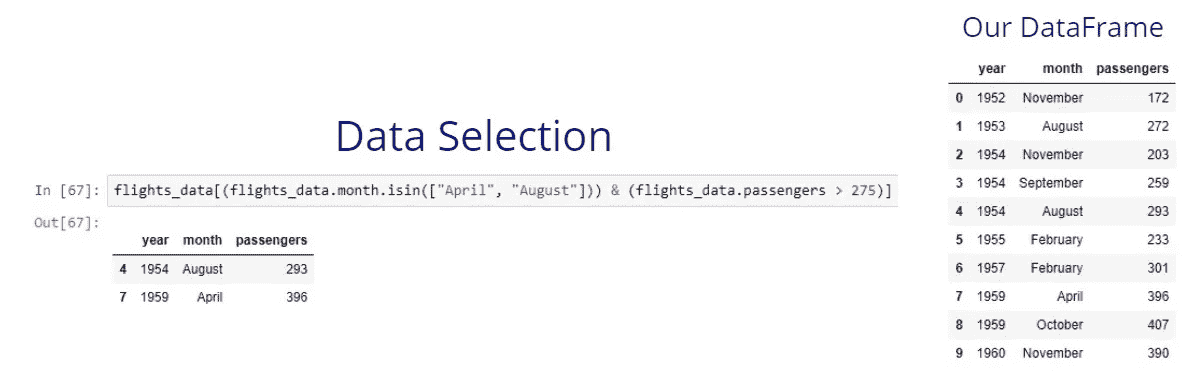 Data Selection
In [67]: flights_data[(flights_data.month.isin(["April", "August"])) & (flights_data.passengers > 275)]
Out[67]:
year month passengers
4 1954 August 293
7 1959 April 396
Our DataFrame
year month passengers
0 1952 November 172
1 1953 August 272
2 1954 November 203
3 1954 September 259
4 1954 August 293
5 1955 February 233
6 1957 February 301
7 1959 April 396
8 1959 October 407
9 1960 November 390